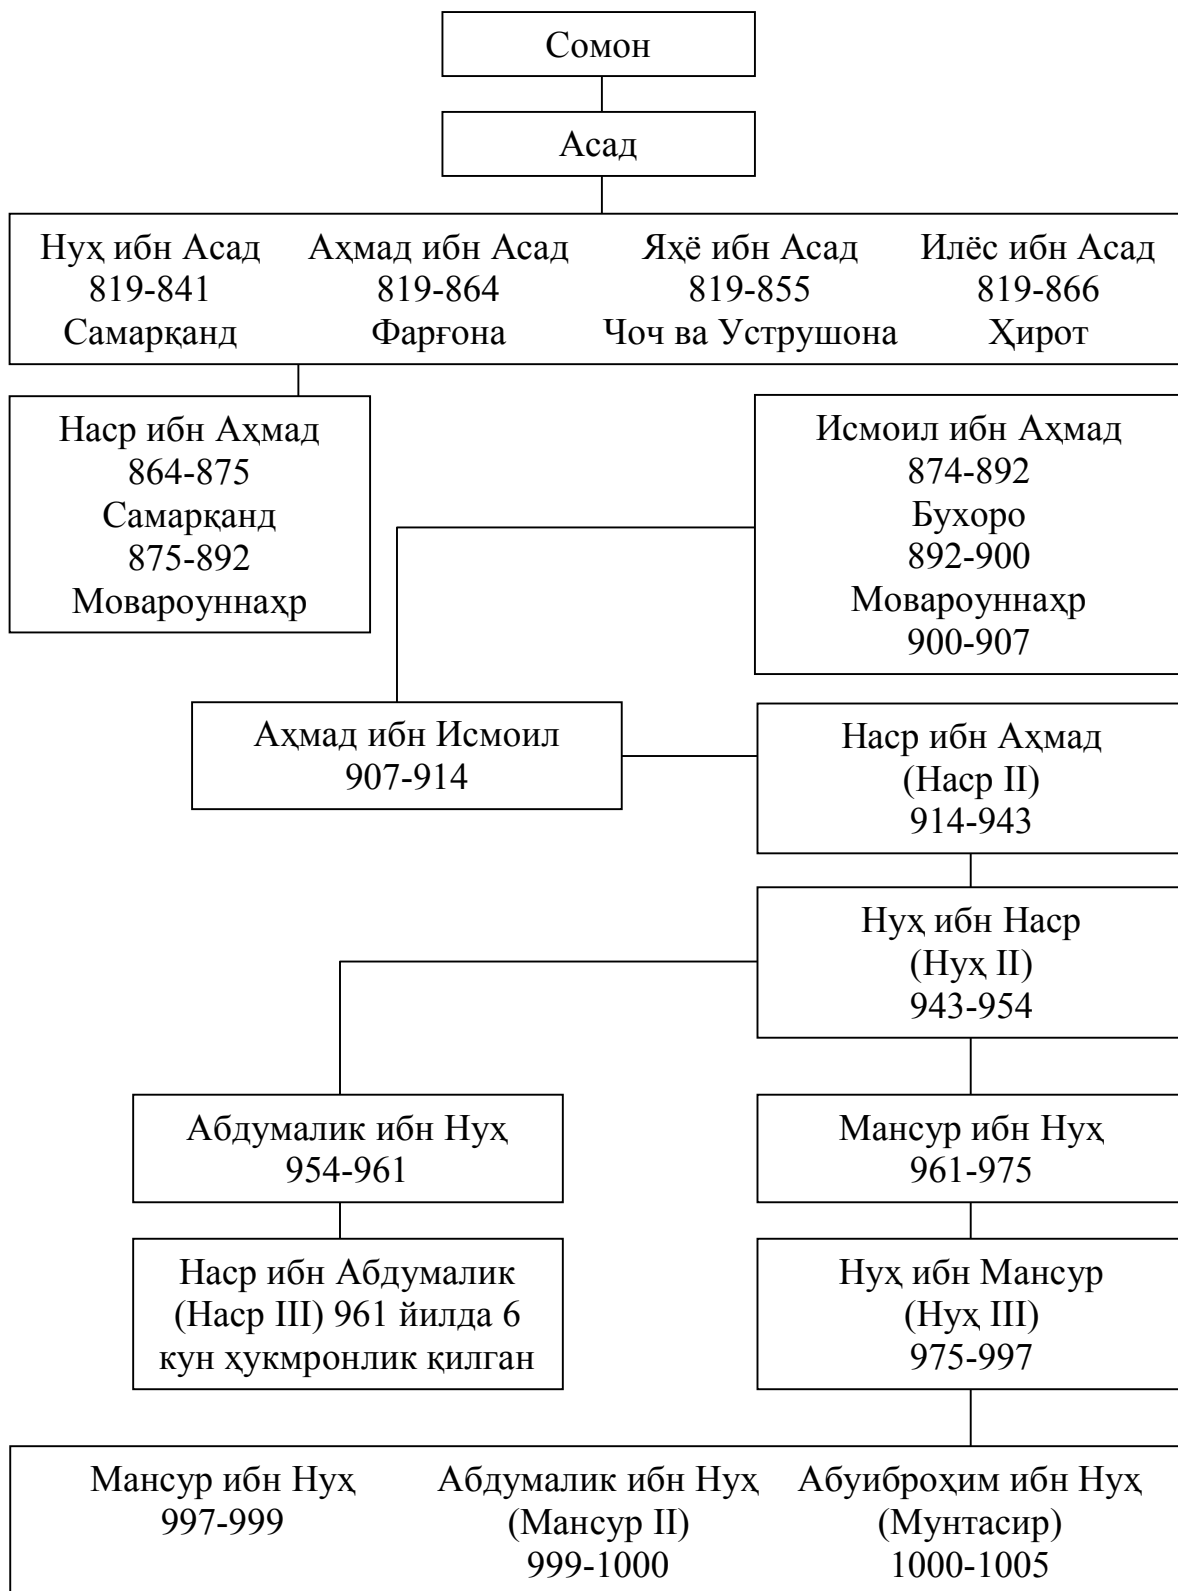 Сомон
Асад
Нуҳ ибн Асад
819-841
Самарқанд
Аҳмад ибн Асад
819-864
Фарғона
Яҳё ибн Асад
819-855
Чоч ва Уструшона
Илёс ибн Асад
819-866
Ҳирот
Наср ибн Аҳмад
864-875
Самарқанд
875-892
Мовароуннаҳр
Исмоил ибн Аҳмад
874-892
Бухоро
892-900
Мовароуннаҳр
900-907
Аҳмад ибн Исмоил
907-914
Наср ибн Аҳмад
(Наср II)
914-943
Нуҳ ибн Наср
(Нуҳ II)
943-954
Абдумалик ибн Нуҳ
954-961
Мансур ибн Нуҳ
961-975
Наср ибн Абдумалик
(Наср III) 961 йилда 6
кун ҳукмронлик қилган
Нуҳ ибн Мансур
(Нуҳ III)
975-997
Мансур ибн Нуҳ
997-999
Абдумалик ибн Нуҳ
(Мансур II)
999-1000
Абуиброҳим ибн Нуҳ
(Мунтасир)
1000-1005